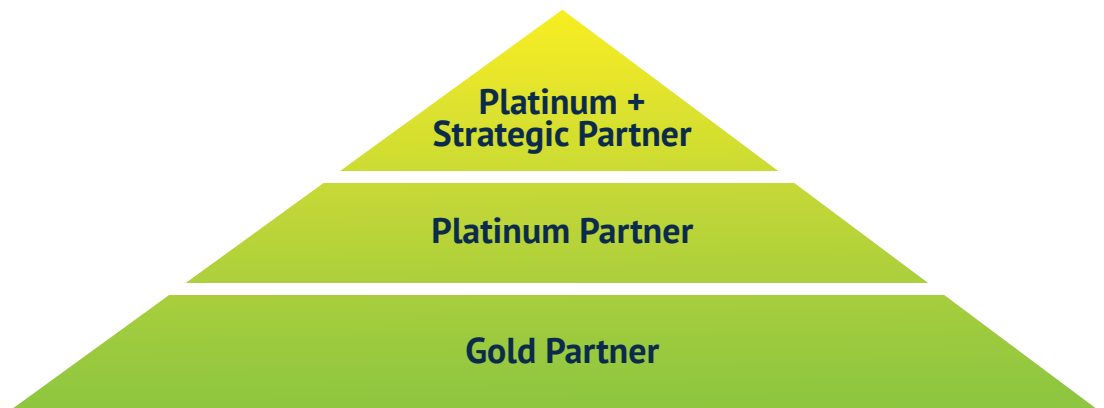 Platinum +
Strategic Partner
Platinum Partner
Gold Partner